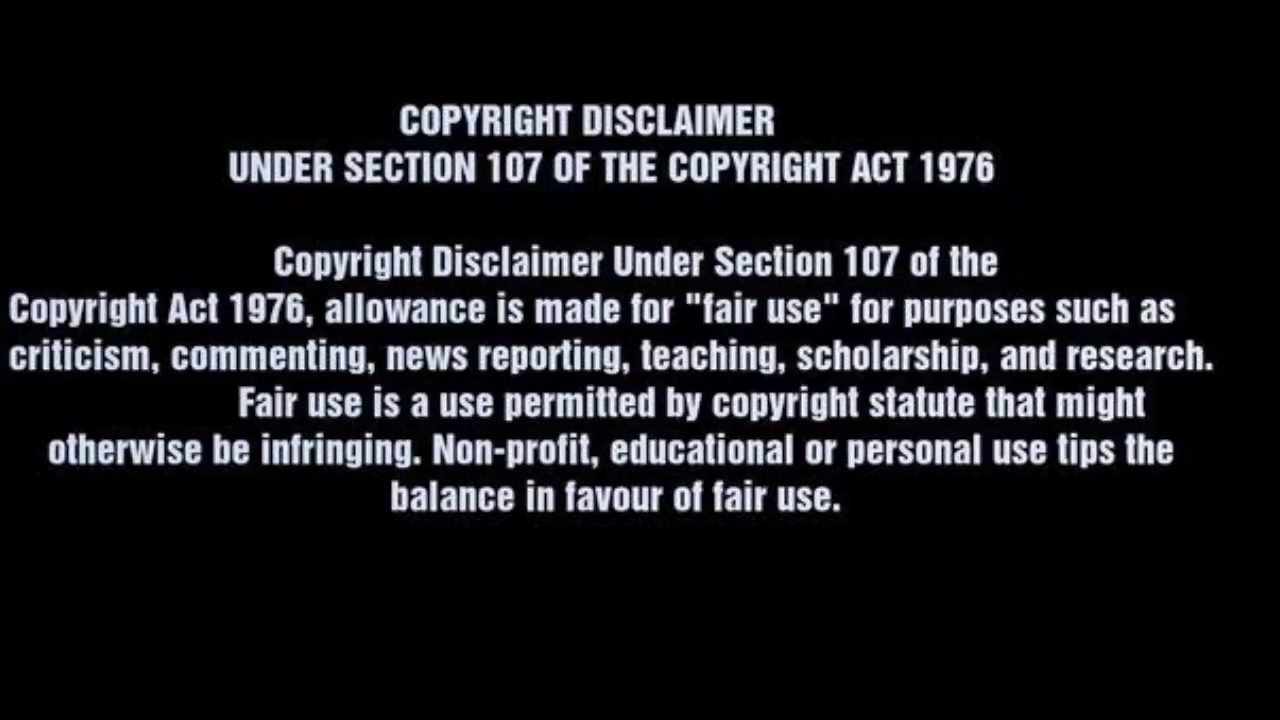 COPYRIGHT DISCLAIMER
UNDER SECTION 107 OF THE COPYRIGHT ACT 1976
Copyright Disclaimer Under Section 107 of the
Copyright Act 1976, allowance is made for "fair use" for purposes such as
criticism, commenting, news reporting, teaching, scholarship, and research.
Fair use is a use permitted by copyright statute that might
otherwise be infringing. Non-profit, educational or personal use tips the
balance in favour of fair use.